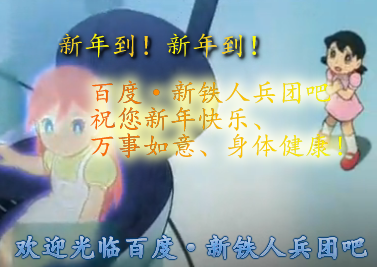 新年到！新年到！
百度·新铁人兵团吧
祝您新年快乐、
万事如意、身体健康！
欢迎光临百度·新铁人兵团吧